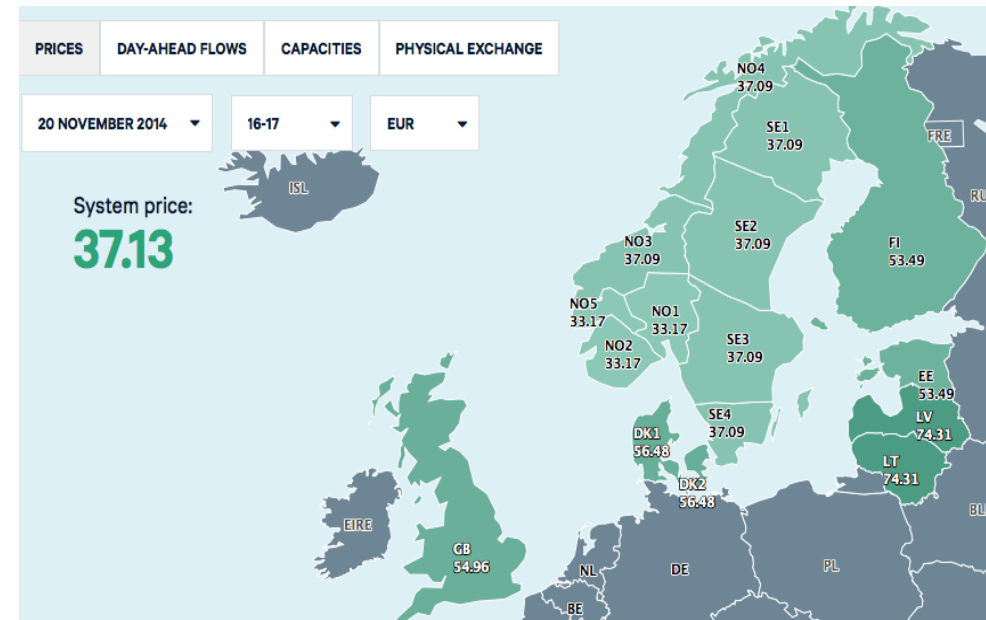 PRICES
DAY-AHEAD FLOWS
CAPACITIES
PHYSICAL EXCHANGE
20 NOVEMBER 2014
16-17
EUR
System price:
37.13
ISL
NO4
37.09
SE1
37.09
FRE
RU
SE2
37.09
NO3
37.09
FI
53.49
NO5
33.17
NO1
33.17
NO2
33.17
SE3
37.09
EE
53.49
SE4
37.09
LV
74.31
DK1
56.48
LT
74.31
DK2
56.48
BL
EIRE
GB
54.96
NL
DE
PL
BE